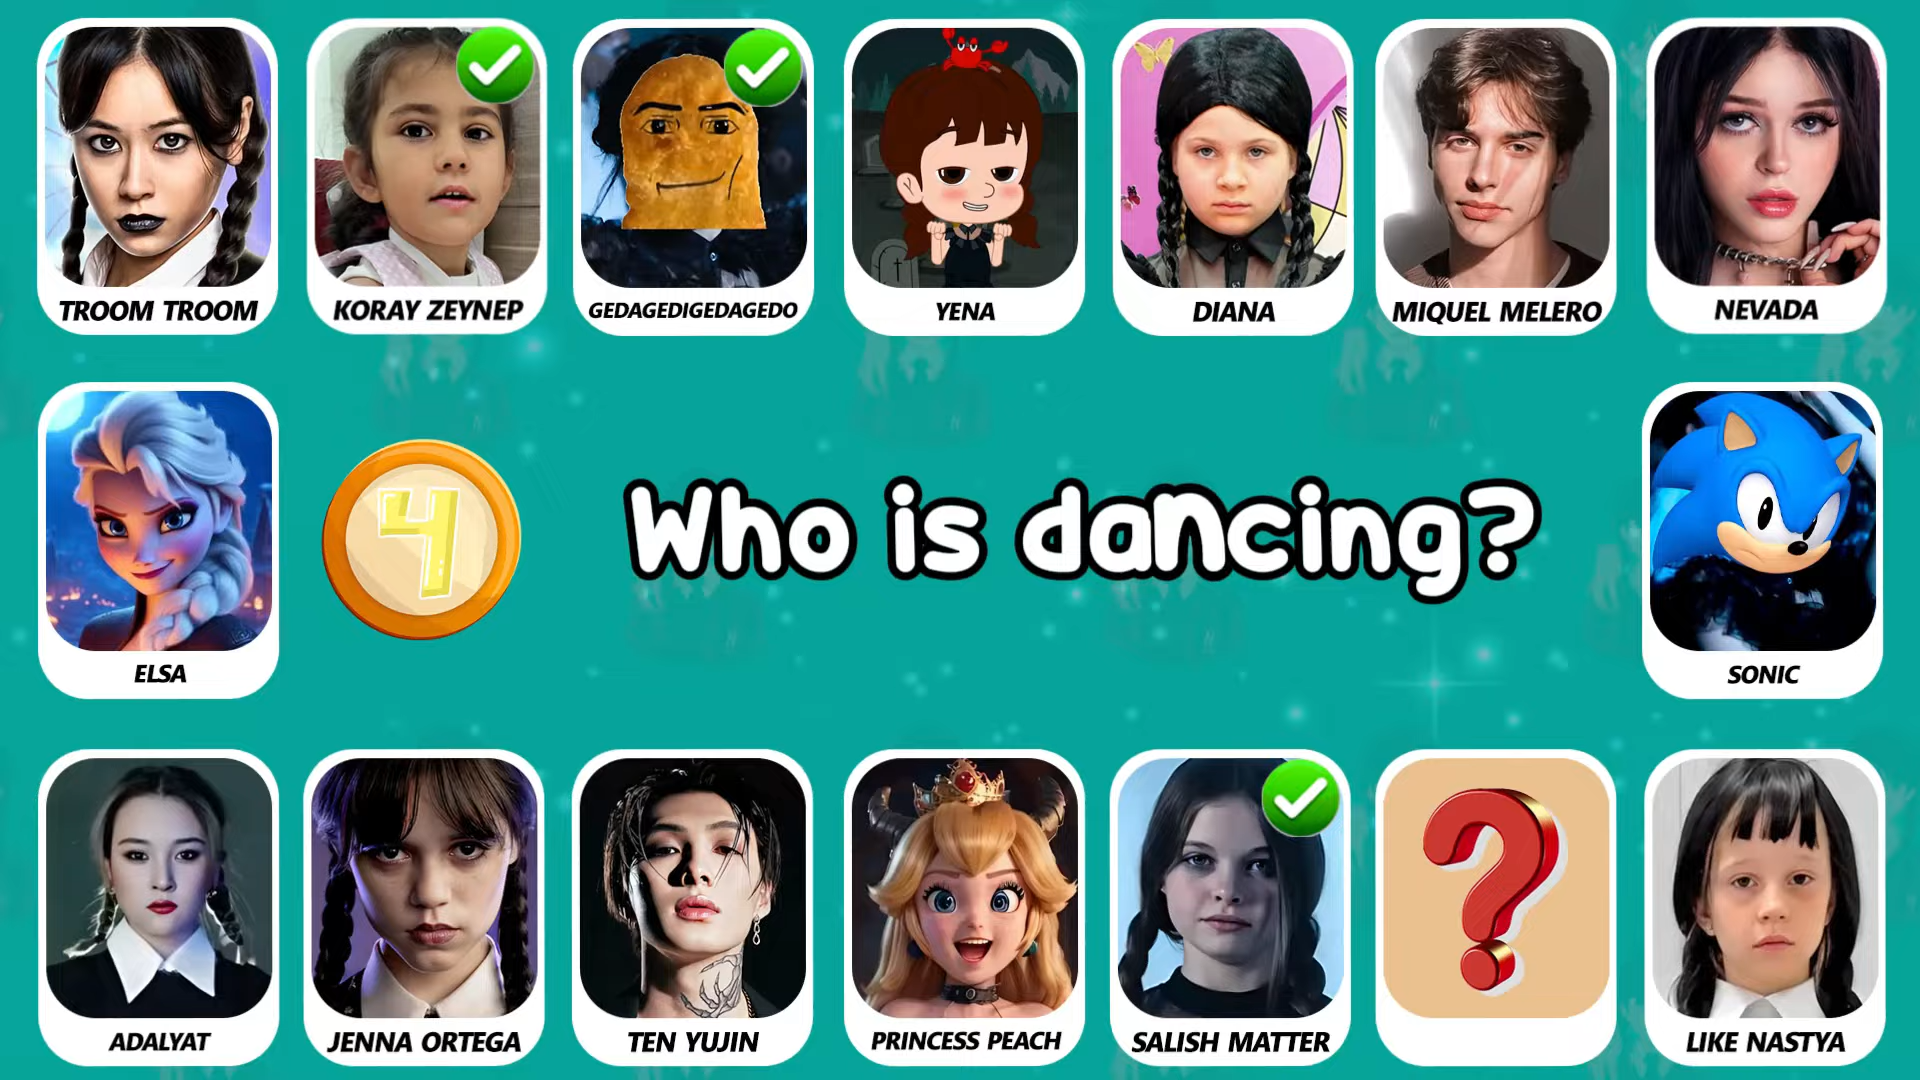 TROOM TROOM
KORAY ZEYNEP
GEDAGEDIGEDAGEDO
YENA
DIANA
MIQUEL MELERO
NEVADA
ELSA
4
Who is dancing?
SONIC
ADALYAT
JENNA ORTEGA
TEN YUJIN
PRINCESS PEACH
SALISH MATTER
?
LIKE NASTYA